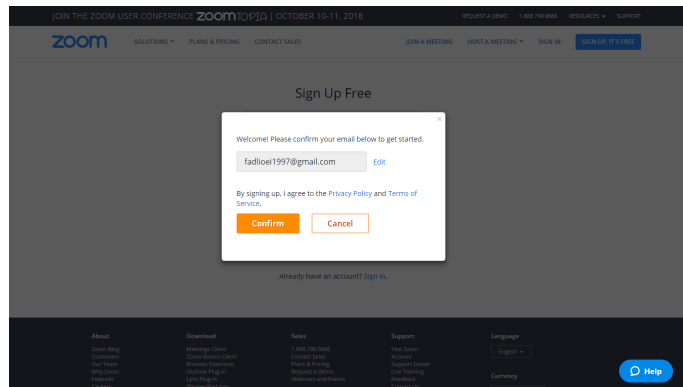 JOIN THE ZOOM USER CONFERENCE zoomTOPIA | OCTOBER 10-11, 2018
REQUEST A DEMO 1.888.799.9666 RESOURCES SUPPORT
zoom SOLUTIONS PLANS & PRICING CONTACT SALES JOIN A MEETING HOST A MEETING SIGN IN SIGN UP, IT'S FREE
Sign Up Free
×
Welcome! Please confirm your email below to get started.
fadlioei1997@gmail.com Edit
By signing up, I agree to the Privacy Policy and Terms of
Service.
Confirm Cancel
Already have an account? Sign in.
About Download Sales Support Language
Zoom Blog Meetings Client 1.888.799.9666 Test Zoom English
Customers Zoom Rooms Client Contact Sales Account
Our Team Browser Extension Plans & Pricing Support Center
Why Zoom Outlook Plug-in Request a Demo Live Training Currency
Features Lync Plug-in Webinars and Events Feedback
Help